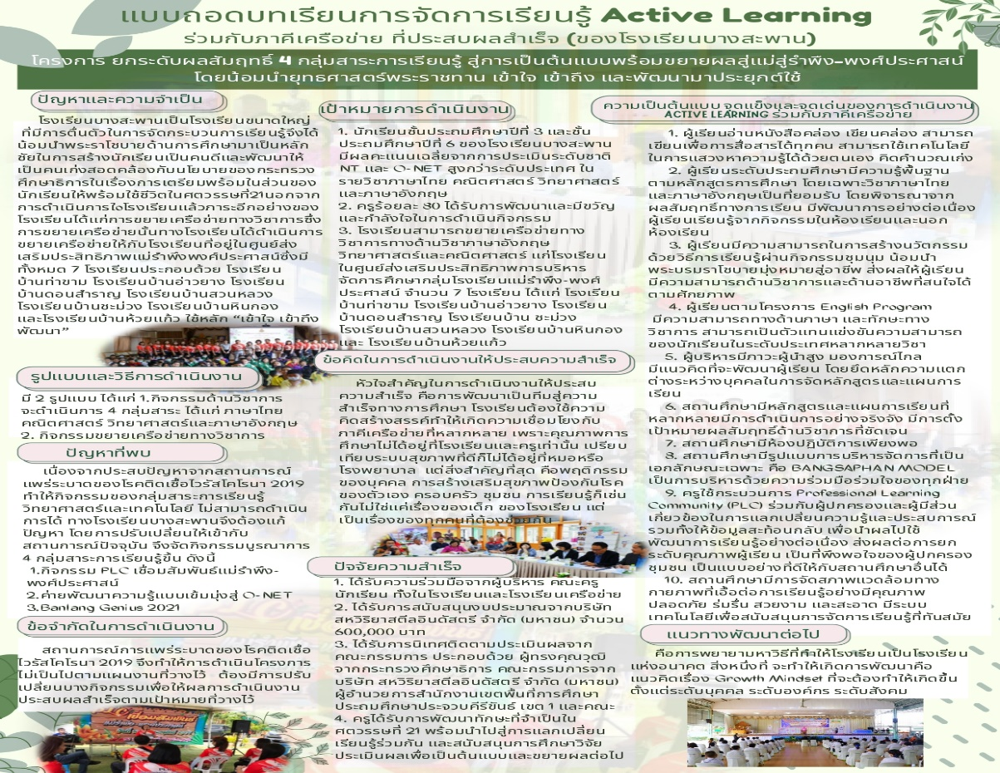 แบบถอดบทเรียนการจัดการเรียนรู้ Active Learning
ร่วมกับภาคีเครือข่าย ที่ประสบผลสำเร็จ (ของโรงเรียนบางสะพาน)
โครงการ ยกระดับผลสัมฤทธิ์ 4 กลุ่มสาระการเรียนรู้ สู่การเป็นต้นแบบพร้อมขยายผลสู่แม่สู่รำพึง-พงศ์ประศาสน์
โดยน้อมนำยุทธศาสตร์พระราชทาน เข้าใจ เข้าถึง และพัฒนามาประยุกต์ใช้
ปัญหาและความจำเป็น
โรงเรียนบางสะพานเป็นโรงเรียนขนาดใหญ่
ที่มีการตื่นตัวในการจัดกระบวนการเรียนรู้จึงได้
น้อมนำพระราโชบายด้านการศึกษามาเป็นหลัก
ชัยในการสร้างนักเรียนเป็นคนดีและพัฒนาให้
เป็นคนเก่งสอดคล้องกับนโยบายของกระทรวง
ศึกษาธิการในเรื่องการเตรียมพร้อมในส่วนของ
นักเรียนให้พร้อมใช้ชีวิตในศตวรรษที่21นอกจาก
การดำเนินการใงโรงเรียนแล้วภาระอีกอย่างของ
โรงเรียนได้แก่การขยายเครือข่ายทางวิชาการซึ่ง
การขยายเครือข่ายนั้นทางโรงเรียนได้ดำเนินการ
ขยายเครือข่ายให้กับโรงเรียนที่อยู่ในศูนย์ส่ง
เสริมประสิทธิภาพแม่รำพึงพงศ์ประศาสน์ซึ่งมี
ทั้งหมด 7 โรงเรียนประกอบด้วย โรงเรียน
บ้านท่าขาม โรงเรียนบ้านอ่าวยาง โรงเรียน
บ้านดอนสำราญ โรงเรียนบ้านสวนหลวง
โรงเรียนบ้านชะม่วง โรงเรียนบ้านหินกอง
และโรงเรียนบ้านห้วยแก้ว ใช้หลัก “เข้าใจ เข้าถึง
พัฒนา”
รูปแบบและวิธีการดำเนินงาน
มี 2 รูปแบบ ได้แก่ 1.กิจกรรมด้านวิชาการ
จะดำเนินการ 4 กลุ่มสาระ ได้แก่ ภาษาไทย
คณิตศาสตร์ วิทยาศาสตร์และภาษาอังกฤษ
2. กิจกรรมขยายเครือข่ายทางวิชาการ
ปัญหาที่พบ
เนื่องจากประสบปัญหาจากสถานการณ์
แพร่ระบาดของโรคติดเชื้อไวรัสโคโรนา 2019
ทำให้กิจกรรมของกลุ่มสาระการเรียนรู้
วิทยาศาสตร์และเทคโนโลยี ไม่สามารถดำเนิน
การได้ ทางโรงเรียนบางสะพานจึงต้องแก้
ปัญหา โดยการปรับเปลี่ยนให้เข้ากับ
สถานการณ์ปัจจุบัน จึงจัดกิจกรรมบูรณาการ
4 กลุ่มสาระการเรียนรู้ขึ้น ดังนี้
1.กิจกรรม PLC เชื่อมสัมพันธ์แม่รำพึง-
พงศ์ประศาสน์
2.ค่ายพัฒนาความรู้แบบเข้มมุ่งสู่ O-NET
3.Bantang Genius 2021
ข้อจำกัดในการดำเนินงาน
สถานการณ์การแพร่ระบาดของโรคติดเชื้อ
ไวรัสโคโรนา 2019 จึงทำให้การดำเนินโครงการ
ไม่เป็นไปตามแผนงานที่วางไว้ ต้องมีการปรับ
เปลี่ยนบางกิจกรรมเพื่อให้ผลการดำเนินงาน
ประสบผลสำเร็จตามเป้าหมายที่วางไว้
เป้าหมายการดำเนินงาน
1. นักเรียนชั้นประถมศึกษาปีที่ 3 และชั้น
ประถมศึกษาปีที่ 6 ของโรงเรียนบางสะพาน
มีผลคะแนนเฉลี่ยจากการประเมินระดับชาติ
NT และ O-NET สูงกว่าระดับประเทศ ใน
รายวิชาภาษาไทย คณิตศาสตร์ วิทยาศาสตร์
และภาษาอังกฤษ
2. ครูร้อยละ 80 ได้รับการพัฒนาและมีขวัญ
และกำลังใจในการดำเนินกิจกรรม
3. โรงเรียนสามารถขยายเครือข่ายทาง
วิชาการทางด้านวิชาภาษาอังกฤษ
วิทยาศาสตร์และคณิตศาสตร์ แก่โรงเรียน
ในศูนย์ส่งเสริมประสิทธิภาพการบริหาร
จัดการศึกษากลุ่มโรงเรียนแม่รำพึง-พงศ์
ประศาสน์ จำนวน 7 โรงเรียน ได้แก่ โรงเรียน
บ้านท่าขาม โรงเรียนบ้านอ่าวยาง โรงเรียน
บ้านดอนสำราญ โรงเรียนบ้าน ชะม่วง
โรงเรียนบ้านสวนหลวง โรงเรียนบ้านหินกอง
และ โรงเรียนบ้านห้วยแก้ว
ข้อคิดในการดำเนินงานให้ประสบความสำเร็จ
หัวใจสำคัญในการดำเนินงานให้ประสบ
ความสำเร็จ คือการพัฒนาเป็นทีมสู่ความ
สำเร็จทางการศึกษา โรงเรียนต้องใช้ความ
คิดสร้างสรรค์ทำให้เกิดความเชื่อมโยงกับ
ภาคีเครือข่ายที่หลากหลาย เพราะคุณภาพการ
ศึกษาไม่ได้อยู่ที่โรงเรียนและครูเท่านั้น เปรียบ
เทียบระบบสุขภาพที่ดีก็ไม่ได้อยู่ที่หมอหรือ
โรงพยาบาล แต่สิ่งสำคัญที่สุด คือพฤติกรรม
ของบุคคล การสร้างเสริมสุขภาพป้องกันโรค
ของตัวเอง ครอบครัว ชุมชน การเรียนรู้ก็เช่น
กันไม่ใช่แค่เรื่องของเด็ก ของโรงเรียน แต่
เป็นเรื่องของทุกคนที่ต้องช่วยกัน
ปัจจัยความสำเร็จ
1. ได้รับความร่วมมือจากผู้บริหาร คณะครู
นักเรียน ทั้งในโรงเรียนและโรงเรียนเครือข่าย
2. ได้รับการสนับสนุนงบประมาณจากบริษัท
สหวิริยาสตีลอินดัสตรี จำกัด (มหาชน) จำนวน
600,000 บาท
3. ได้รับการนิเทศติดตามประเมินผลจาก
คณะกรรมการ ประกอบด้วย ผู้ทรงคุณวุฒิ
จากกระทรวงศึกษาธิการ คณะกรรมการจาก
บริษัท สหวิริยาสตีลอินดัสตรี จำกัด (มหาชน)
ผู้อำนวยการสำนักงานเขตพื้นที่การศึกษา
ประถมศึกษาประจวบคีรีขันธ์ เขต 1 และคณะ
4. ครูได้รับการพัฒนาทักษะที่จำเป็นใน
ศตวรรษที่ 21 พร้อมนำไปสู่การแลกเปลี่ยน
เรียนรู้ร่วมกัน และสนับสนุนการศึกษาวิจัย
ประเมินผลเพื่อเป็นต้นแบบและขยายผลต่อไป
ความเป็นต้นแบบ จุดแข็งและจุดเด่นของการดำเนินงาน
ACTIVE LEARNING ร่วมกับภาคีเครือข่าย
1. ผู้เรียนอ่านหนังสือคล่อง เขียนคล่อง สามารถ
เขียนเพื่อการสื่อสารได้ทุกคน สามารถใช้เทคโนโลยี
ในการแสวงหาความรู้ได้ด้วยตนเอง คิดคำนวณเก่ง
2. ผู้เรียนระดับประถมศึกษามีความรู้พื้นฐาน
ตามหลักสูตรการศึกษา โดยเฉพาะวิชาภาษาไทย
และภาษาอังกฤษเป็นที่ยอมรับ โดยพิจารณาจาก
ผลสัมฤทธิ์ทางการเรียน มีพัฒนาการอย่างต่อเนื่อง
ผู้เรียนเรียนรู้จากกิจกรรมในห้องเรียนและนอก
ห้องเรียน
3. ผู้เรียนมีความสามารถในการสร้างนวัตกรรม
ด้วยวิธีการเรียนรู้ผ่านกิจกรรมชุมนุม น้อมนำ
พระบรมราโชบายมุ่งหมายสู่อาชีพ ส่งผลให้ผู้เรียน
มีความสามารถด้านวิชาการและด้านอาชีพที่สนใจได้
ตามศักยภาพ
4. ผู้เรียนตามโครงการ English Program
มีความสามารถทางด้านภาษา และทักษะทาง
วิชาการ สามารถเป็นตัวแทนแข่งขันความสามารถ
ของนักเรียนในระดับประเทศหลากหลายวิชา
5. ผู้บริหารมีภาวะผู้นำสูง มองการณ์ไกล
มีแนวคิดที่จะพัฒนาผู้เรียน โดยยึดหลักความแตก
ต่างระหว่างบุคคลในการจัดหลักสูตรและแผนการ
เรียน
6. สถานศึกษามีหลักสูตรและแผนการเรียนที่
หลากหลายมีการดำเนินการอย่างจริงจัง มีการตั้ง
เป้าหมายผลสัมฤทธิ์ด้านวิชาการที่ชัดเจน
7. สถานศึกษามีห้องปฏิบัติการเพียงพอ
8. สถานศึกษามีรูปแบบการบริหารจัดการที่เป็น
เอกลักษณะเฉพาะ คือ BANGSAPHAN MODEL
เป็นการบริหารด้วยความร่วมมือร่วมใจของทุกฝ่าย
9. ครูใช้กระบวนการ Professional Learning
Community (PLC) ร่วมกับผู้ปกครองและผู้มีส่วน
เกี่ยวข้องในการแลกเปลี่ยนความรู้และประสบการณ์
รวมทั้งให้ข้อมูลสะท้อนกลับ เพื่อนำผลไปใช้
พัฒนาการเรียนรู้อย่างต่อเนื่อง ส่งผลต่อการยก
ระดับคุณภาพผู้เรียน เป็นที่พึงพอใจของผู้ปกครอง
ชุมชน เป็นแบบอย่างที่ดีให้กับสถานศึกษาอื่นได้
10. สถานศึกษามีการจัดสภาพแวดล้อมทาง
กายภาพที่เอื้อต่อการเรียนรู้อย่างมีคุณภาพ
ปลอดภัย ร่มรื่น สวยงาม และสะอาด มีระบบ
เทคโนโลยีเพื่อสนับสนุนการจัดการเรียนรู้ที่ทันสมัย
แนวทางพัฒนาต่อไป
คือการพยายามหาวิธีที่ทำให้โรงเรียนเป็นโรงเรียน
แห่งอนาคต สิ่งหนึ่งที่ จะทำให้เกิดการพัฒนาคือ
แนวคิดเรื่อง Growth Mindset ที่จะต้องทำให้เกิดขึ้น
ตั้งแต่ระดับบุคคล ระดับองค์กร ระดับสังคม
เชื่อมสัมพันธ์